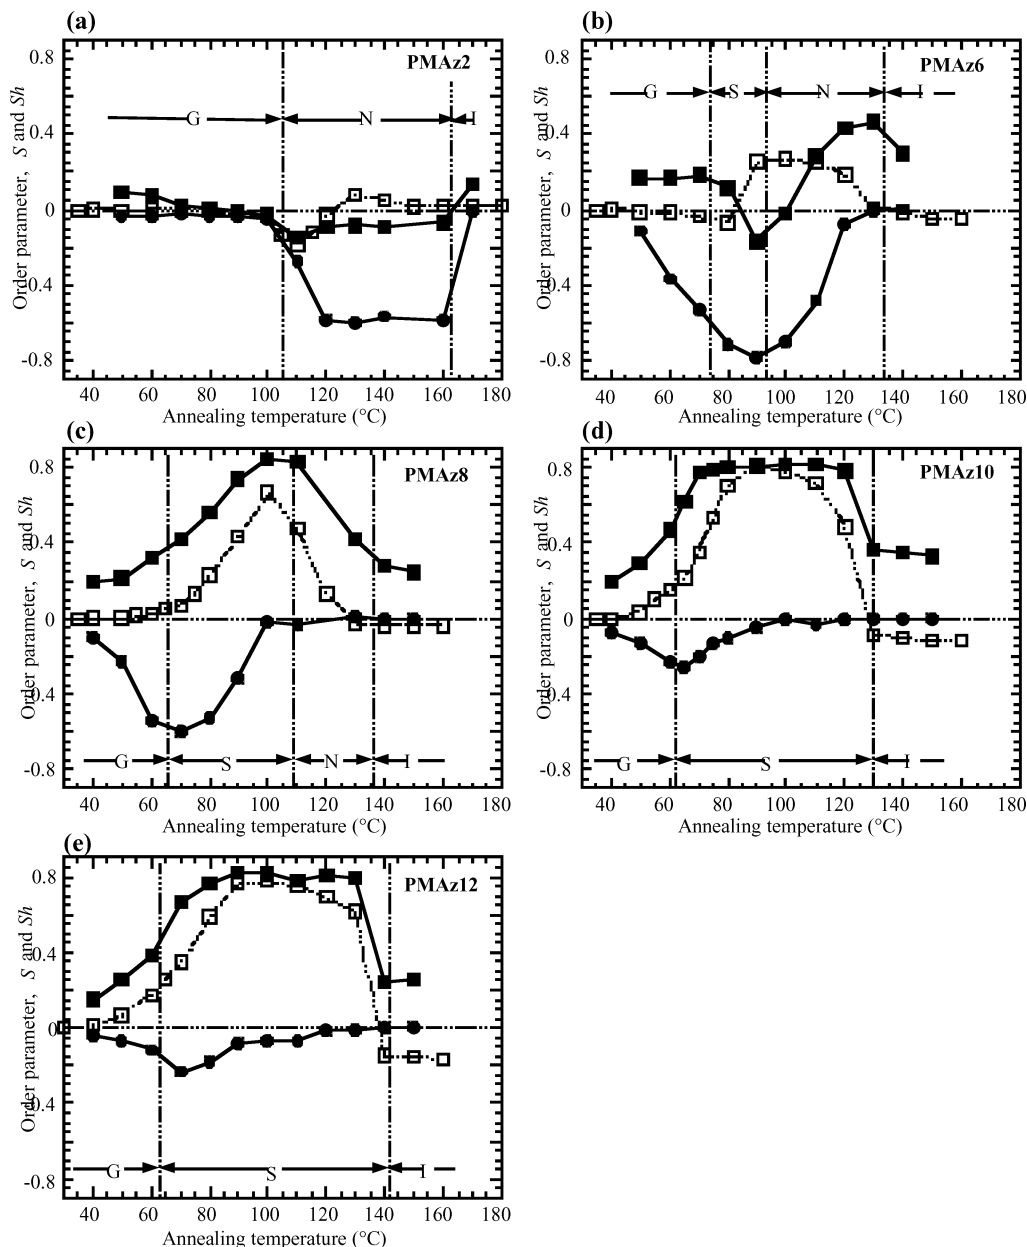 (a)
PMAz2
0.8
0.4
0
0.4
-0.8
G N I
Order parameter, S and Sh
40 60 80 100 120 140 160 180
Annealing temperature (°C)
(b)
PMAz6
0.8
0.4
0
0.4
-0.8
G S N I
Order parameter, S and Sh
40 60 80 100 120 140 160 180
Annealing temperature (°C)
(c)
PMAz8
0.8
0.4
0
0.4
-0.8
G S N I
Order parameter, S and Sh
40 60 80 100 120 140 160 180
Annealing temperature (°C)
(d)
PMAz10
0.8
0.4
0
0.4
-0.8
G S I
Order parameter, S and Sh
40 60 80 100 120 140 160 180
Annealing temperature (°C)
(e)
PMAz12
0.8
0.4
0
0.4
-0.8
G S I
Order parameter, S and Sh
40 60 80 100 120 140 160 180
Annealing temperature (°C)